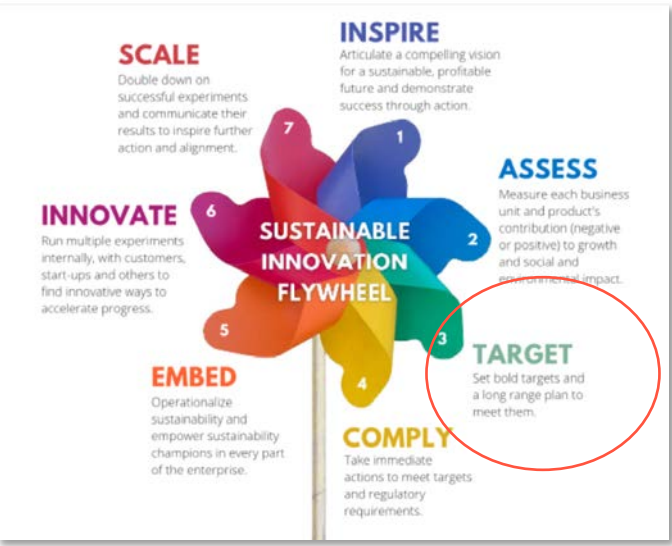 INSPIRE
Articulate a compelling vision
for a sustainable, profitable
future and demonstrate
success through action.
1
ASSESS
Measure each business
unit and product's
contribution (negative
or positive) to growth
and social and
environmental impact.
2
TARGET
Set bold targets and
a long range plan to
meet them.
3
COMPLY
Take immediate
actions to meet targets
and regulatory
requirements.
4
EMBED
Operationalize
sustainability and
empower sustainability
champions in every part
of the enterprise.
5
INNOVATE
Run multiple experiments
internally, with customers,
start-ups and others to
find innovative ways to
accelerate progress.
6
SCALE
Double down on
successful experiments
and communicate their
results to inspire further
action and alignment.
7
SUSTAINABLE
INNOVATION
FLYWHEEL